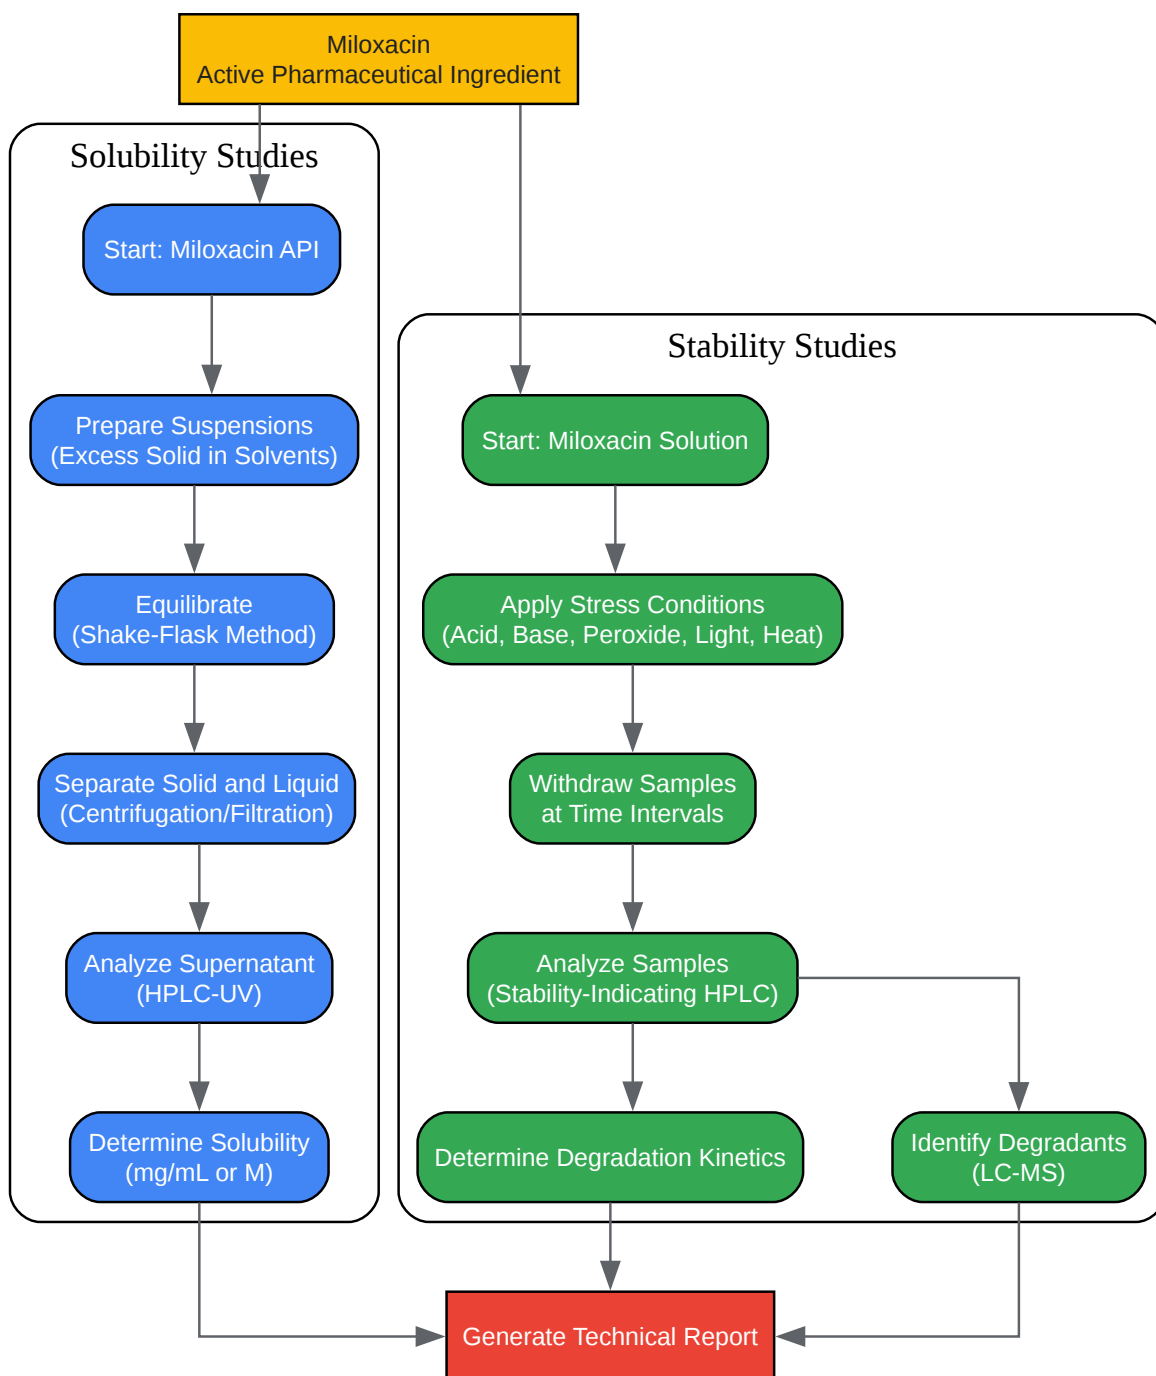 Miloxacin
Active Pharmaceutical Ingredient
Solubility Studies
Start: Miloxacin API
Prepare Suspensions
(Excess Solid in Solvents)
Equilibrate
(Shake-Flask Method)
Separate Solid and Liquid
(Centrifugation/Filtration)
Analyze Supernatant
(HPLC-UV)
Determine Solubility
(mg/mL or M)
Stability Studies
Start: Miloxacin Solution
Apply Stress Conditions
(Acid, Base, Peroxide, Light, Heat)
Withdraw Samples
at Time Intervals
Analyze Samples
(Stability-Indicating HPLC)
Determine Degradation Kinetics
Identify Degradants
(LC-MS)
Generate Technical Report